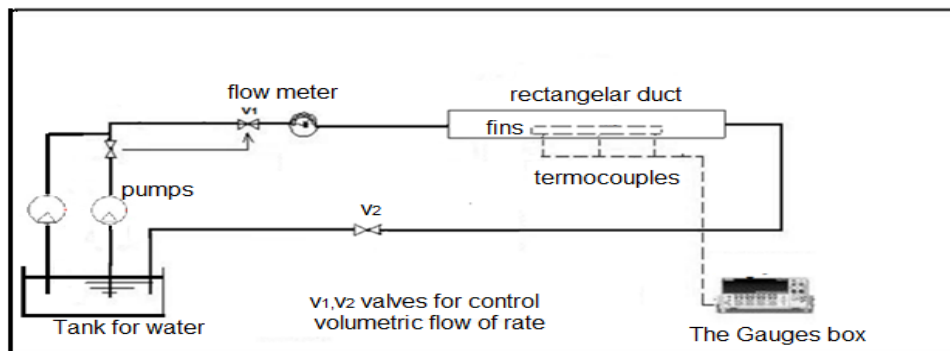 flow meter
v1
rectangelar duct
fins
termocouples
pumps
v2
v1,v2 valves for control
volumetric flow of rate
Tank for water
The Gauges box